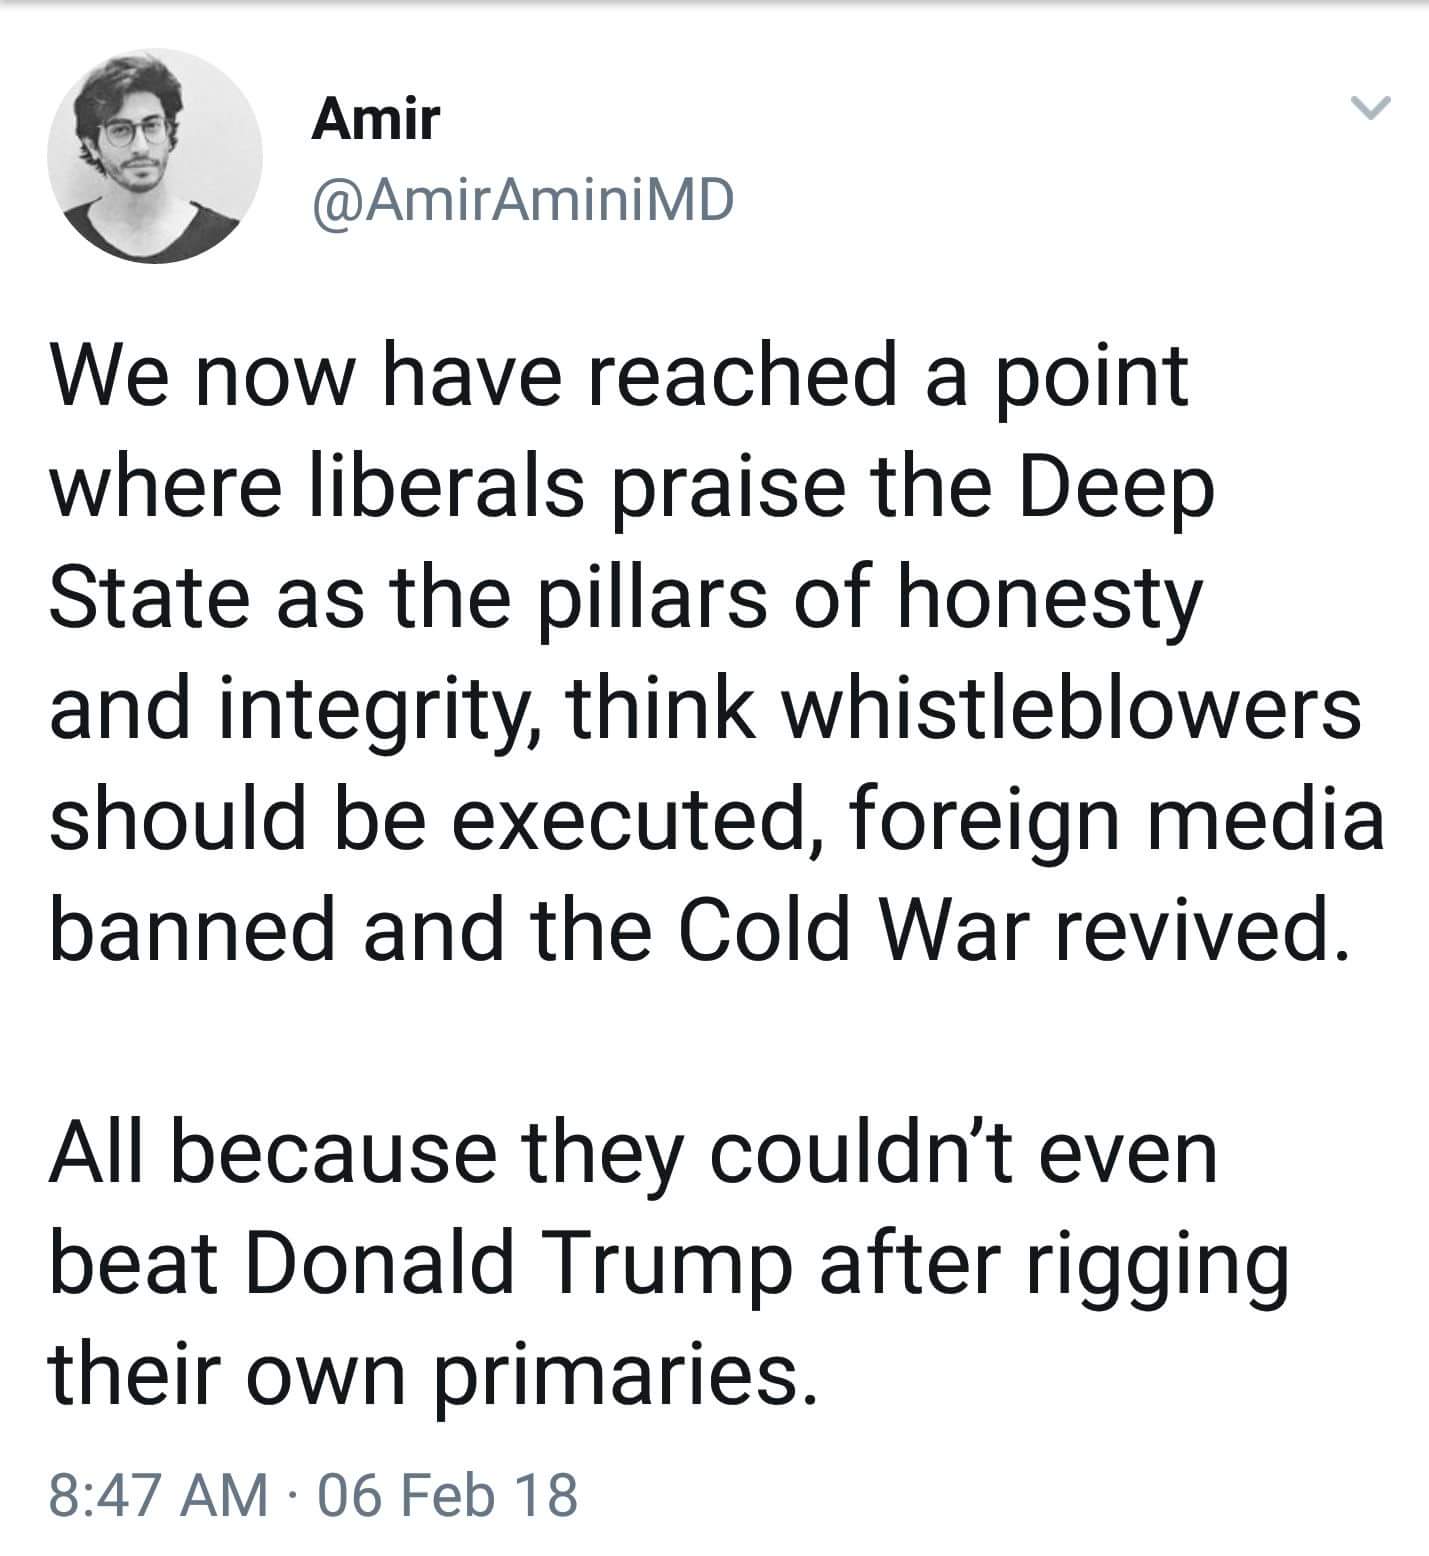 Amir
@AmirAminiMD
We now have reached a point
where liberals praise the Deep
State as the pillars of honesty
and integrity, think whistleblowers
should be executed, foreign media
banned and the Cold War revived.
All because they couldn’t even
beat Donald Trump after rigging
their own primaries.
8:47 AM · 06 Feb 18